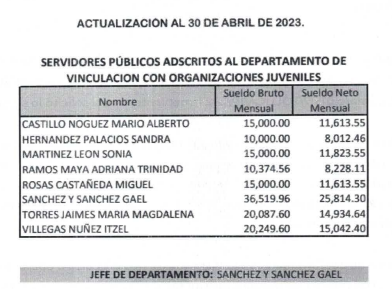 ACTUALIZACIÓN AL 30 DE ABRIL DE 2023.
SERVIDORES PÚBLICOS ADSCRITOS AL DEPARTAMENTO DE
VINCULACION CON ORGANIZACIONES JUVENILES
Nombre Sueldo Bruto Mensual Sueldo Neto Mensual
CASTILLO NOGUEZ MARIO ALBERTO 15,000.00 11,613.55
HERNANDEZ PALACIOS SANDRA 10,000.00 8,012.46
MARTINEZ LEON SONIA 15,000.00 11,823.55
RAMOS MAYA ADRIANA TRINIDAD 10,374.56 8,228.11
ROSAS CASTAÑEDA MIGUEL 15,000.00 11,613.55
SANCHEZ Y SANCHEZ GAEL 36,519.96 25,814.30
TORRES JAIMES MARIA MAGDALENA 20,087.60 14,934.64
VILLEGAS NUÑEZ ITZEL 20,249.60 15,042.40
JEFE DE DEPARTAMENTO: SANCHEZ Y SANCHEZ GAEL